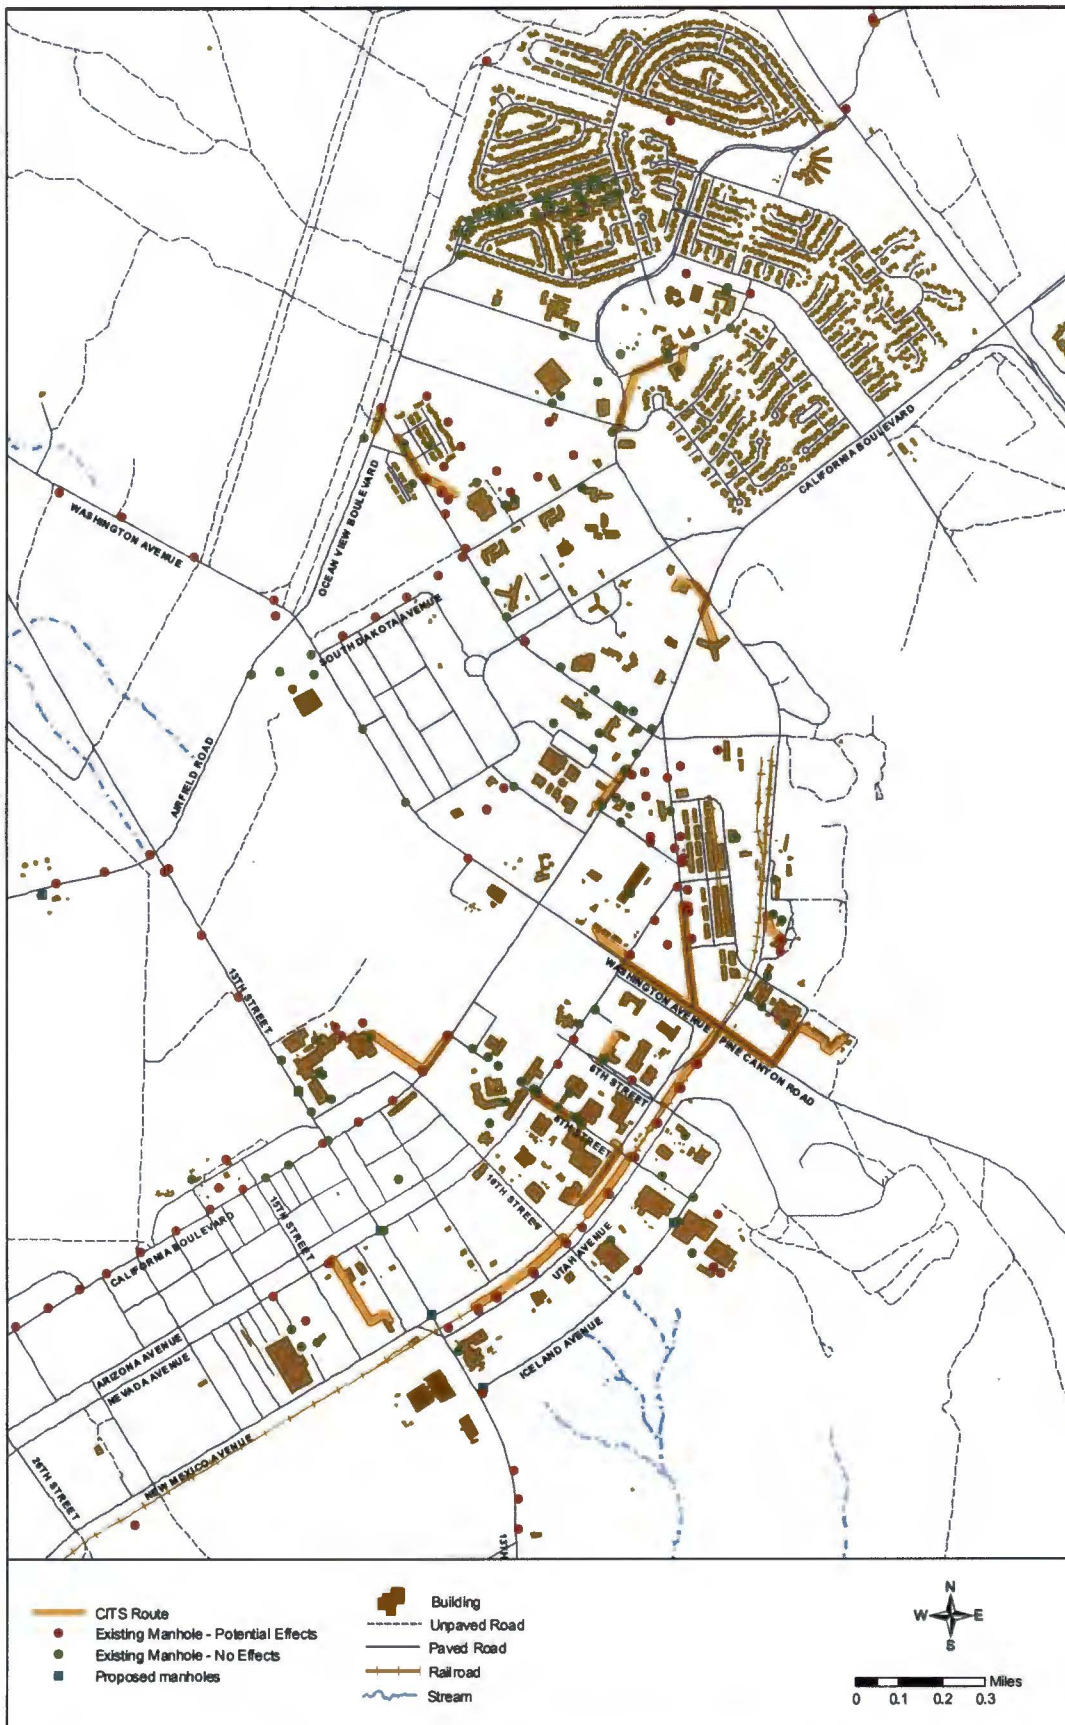 CALIFORNIA BOULEVARD
OCEAN VIEW BOULEVARD
WASHINGTON AVENUE
SOUTH DAKOTA AVENUE
AIRFIELD ROAD
13TH STREET
WASHINGTON AVENUE
PINE CANYON ROAD
6TH STREET
8TH STREET
10TH STREET
15TH STREET
CALIFORNIA BOULEVARD
UTAH AVENUE
ICELAND AVENUE
ARIZONA AVENUE
NEVADA AVENUE
NEW MEXICO AVENUE
26TH STREET
13TH
CITS Route
Existing Manhole - Potential Effects
Existing Manhole - No Effects
Proposed manholes
Building
Unpaved Road
Paved Road
Railroad
Stream
N
W E
S
Miles
0 0.1 0.2 0.3